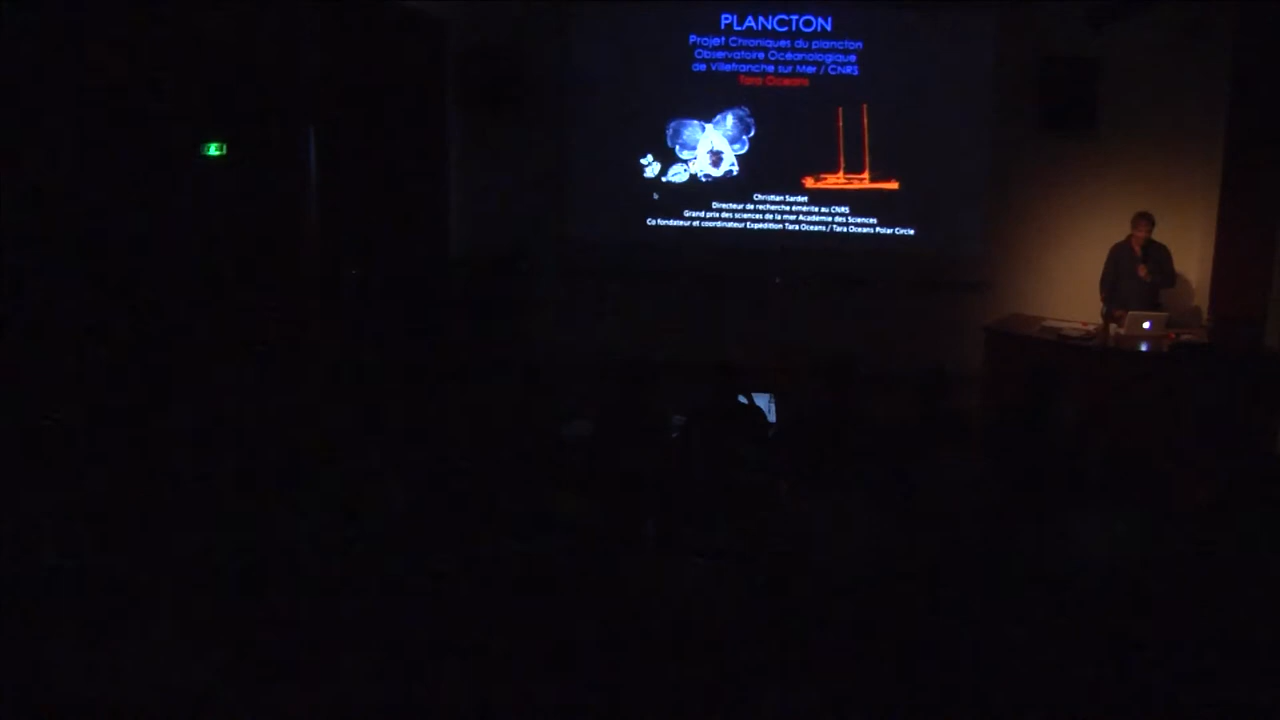 PLANCTON
Projet Chroniques du plancton
Observatoire Océanologique
de Villefranche sur Mer / CNRS
Tara Oceans
Christian Sardet
Directeur de recherche émérite au CNRS
Grand prix des sciences de la mer Académie des Sciences
Co fondateur et coordinateur Expédition Tara Oceans / Tara Oceans Polar Circle